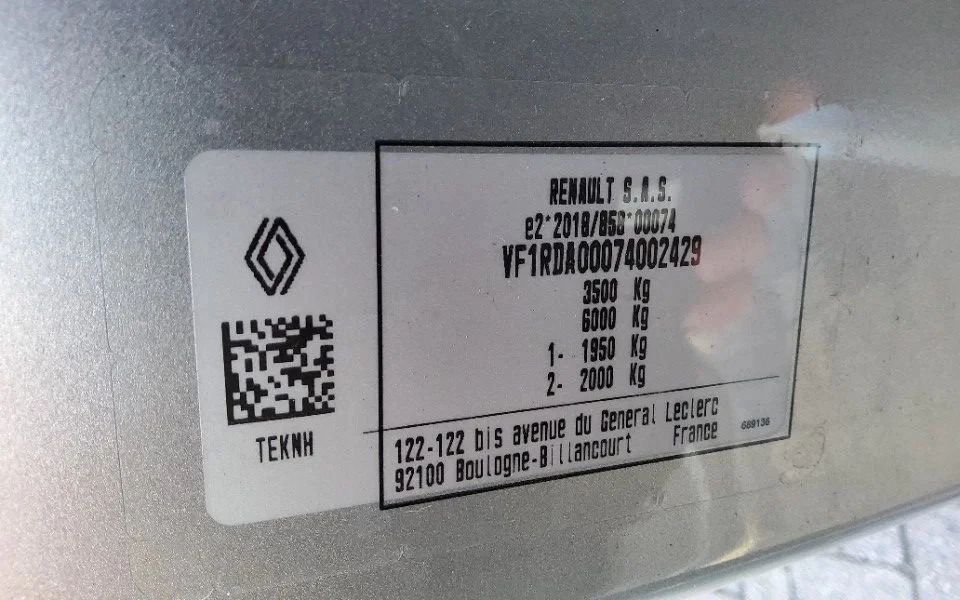 RENAULT S.A.S.
e2*2018/858*00074
VF1RDA00074002429
3500 Kg
6000 Kg
1- 1950 Kg
2- 2000 Kg
122-122 bis avenue du General Leclerc
92100 Boulogne-Billancourt France
689136
TEKNH